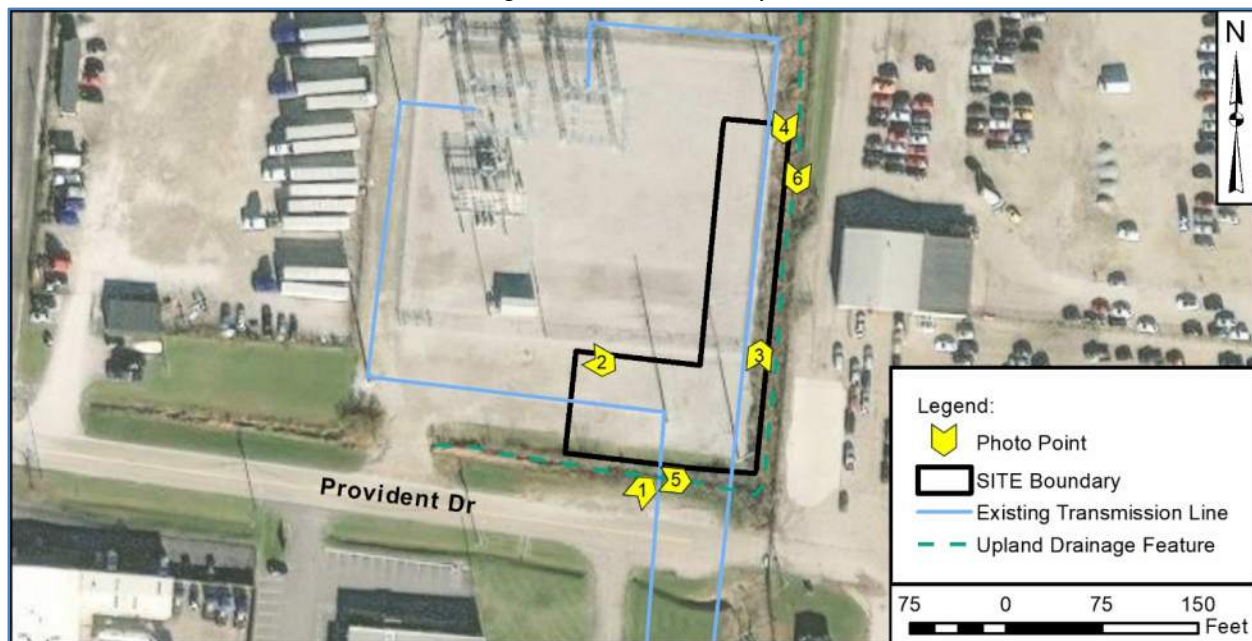 N
4
6
2
3
5
1
Provident Dr
Legend:
Photo Point
SITE Boundary
Existing Transmission Line
Upland Drainage Feature
75 0 75 150
Feet